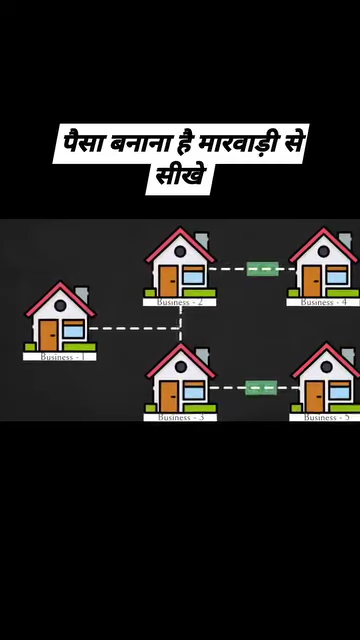 पैसा बनाना है मारवाड़ी से
सीखे
Business - 2
Business - 4
Business - 1
Business - 3
Business - 5